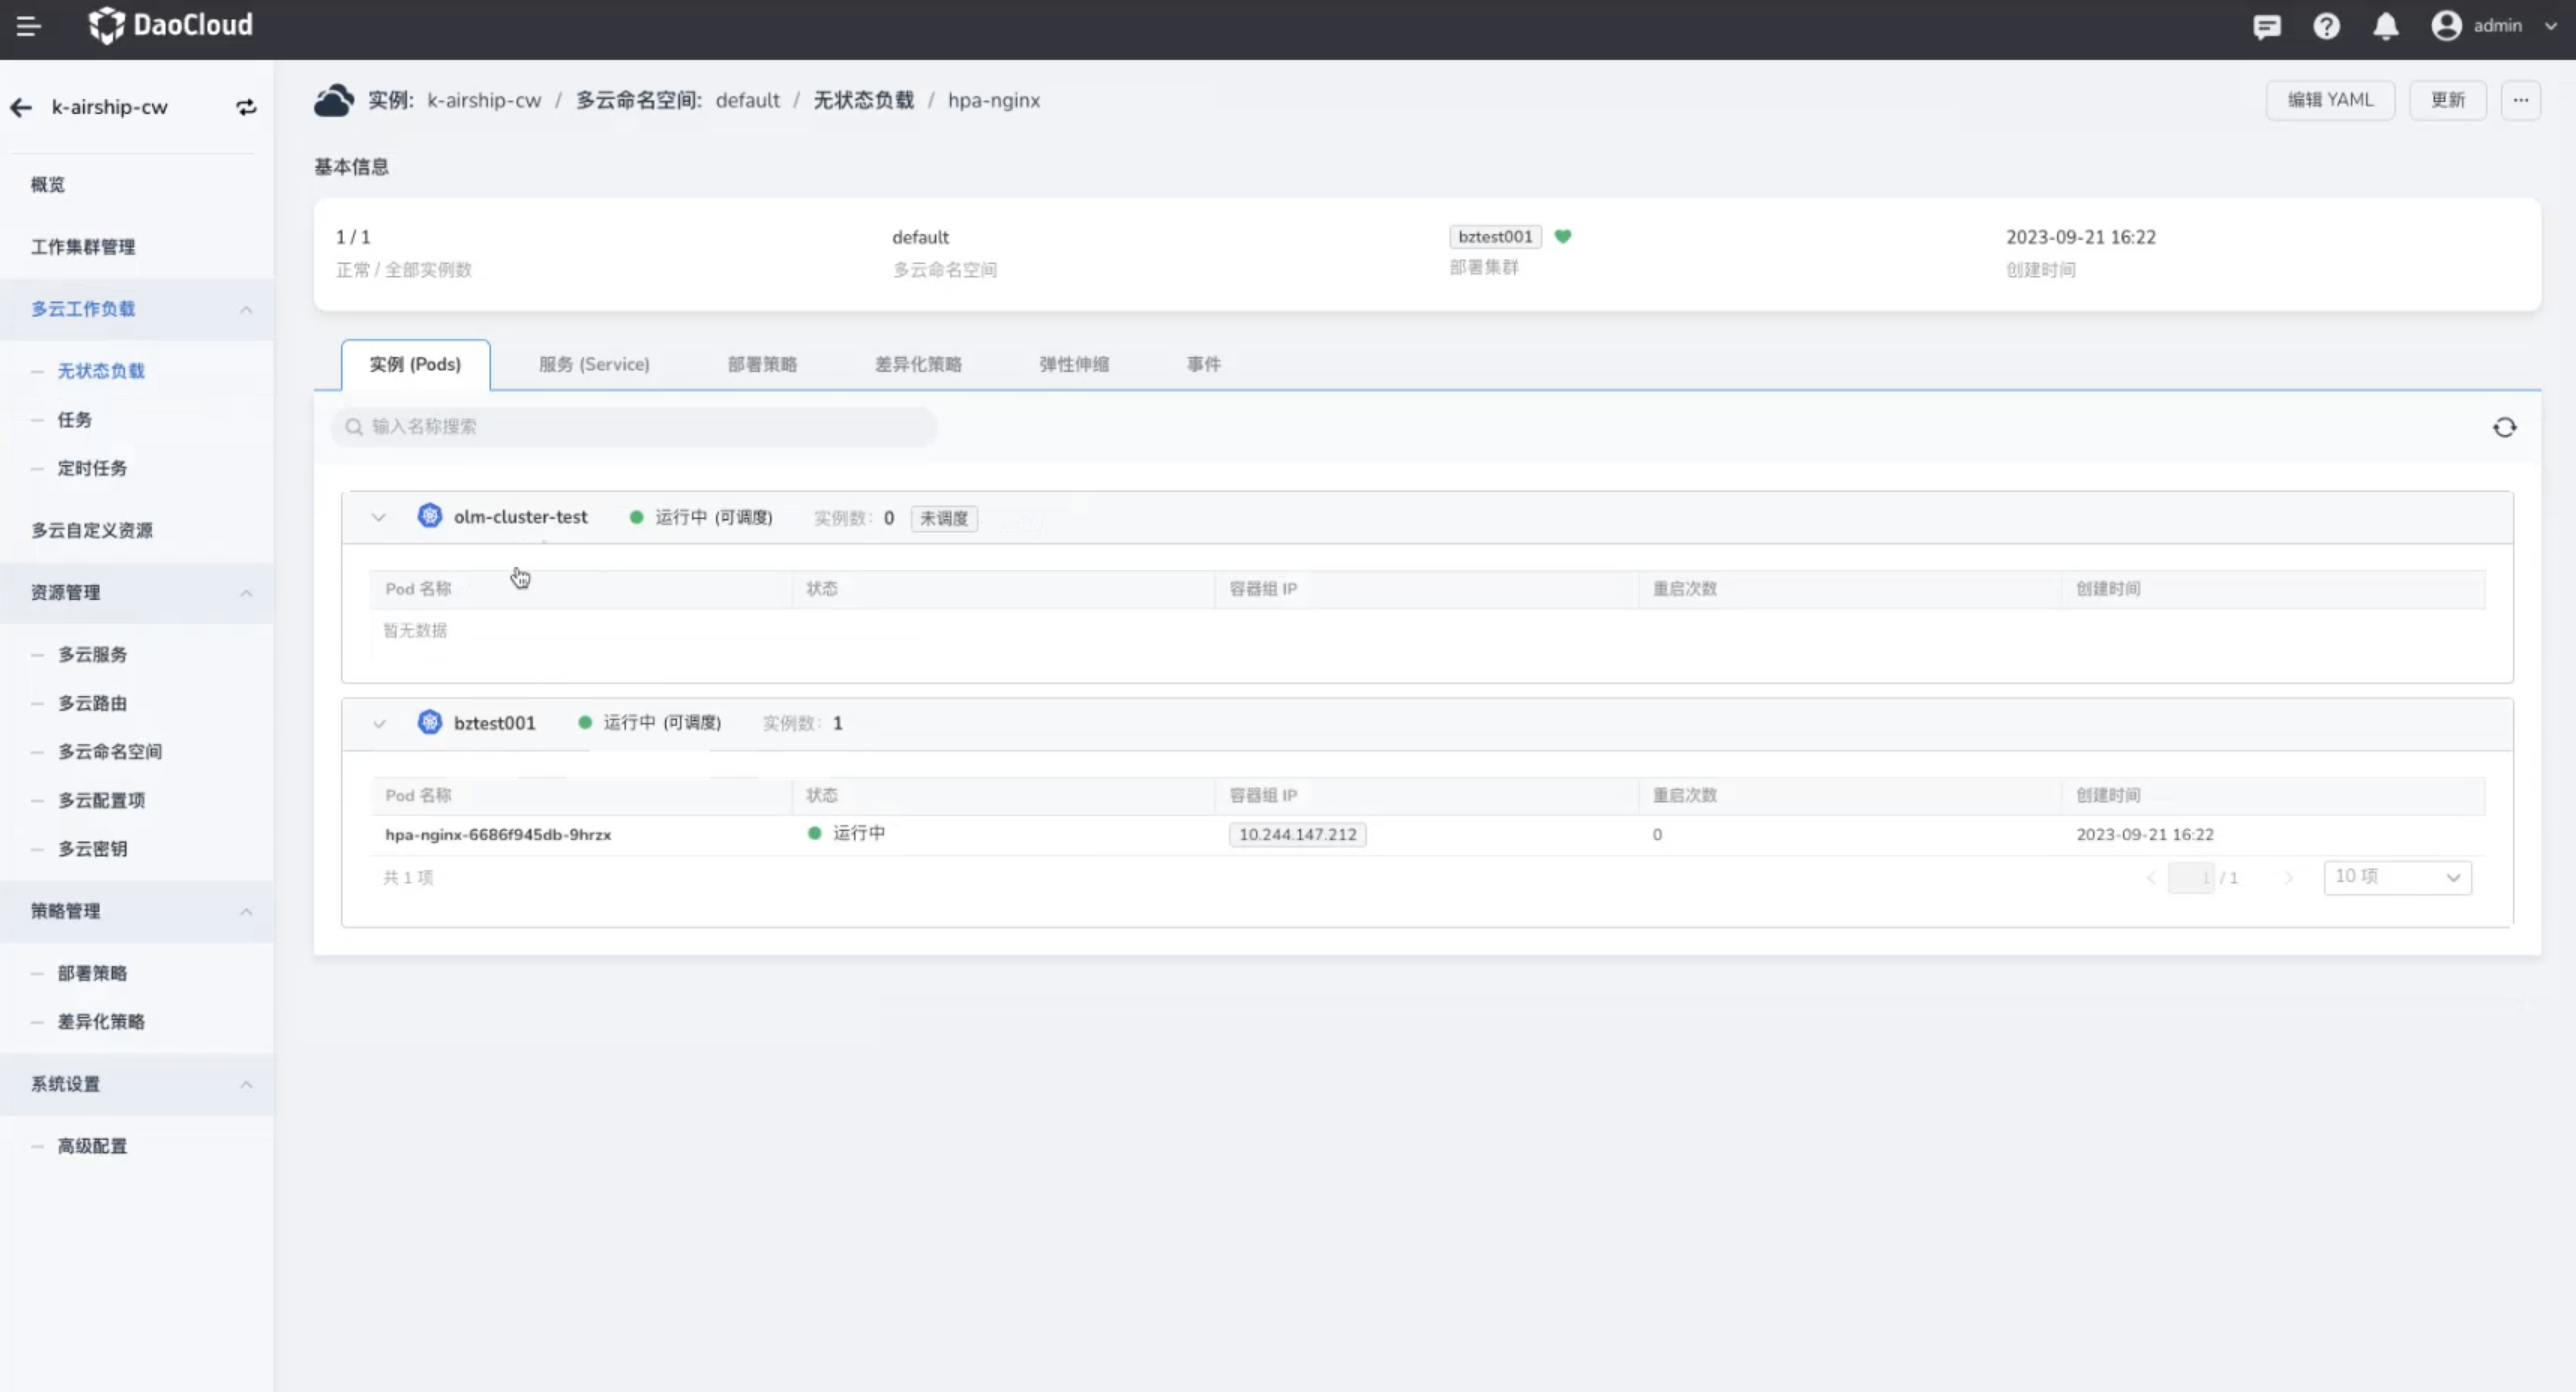 DaoCloud
admin
k-airship-cw
实例: k-airship-cw / 多云命名空间: default / 无状态负载 / hpa-nginx
编辑 YAML
更新
概览
工作集群管理
多云工作负载
无状态负载
任务
定时任务
多云自定义资源
资源管理
多云服务
多云路由
多云命名空间
多云配置项
多云密钥
策略管理
部署策略
差异化策略
系统设置
高级配置
基本信息
1 / 1
正常 / 全部实例数
default
多云命名空间
bztest001
部署集群
2023-09-21 16:22
创建时间
实例 (Pods) 服务 (Service) 部署策略 差异化策略 弹性伸缩 事件
输入名称搜索
olm-cluster-test 运行中 (可调度) 实例数: 0 未调度
Pod 名称 状态 容器组 IP 重启次数 创建时间
暂无数据
bztest001 运行中 (可调度) 实例数: 1
Pod 名称 状态 容器组 IP 重启次数 创建时间
hpa-nginx-6686f945db-9hrzx 运行中 10.244.147.212 0 2023-09-21 16:22
共 1 项 1 / 1 10 项